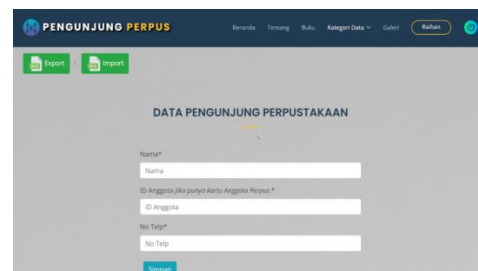 PENGUNJUNG PERPUS
Beranda Tentang Buku Kategori Data Galeri Raihan
Export / Import
DATA PENGUNJUNG PERPUSTAKAAN
Nama*
Nama
ID Anggota Jika punya kartu Anggota Perpus *
ID Anggota
No Telp*
No Telp
Simpan